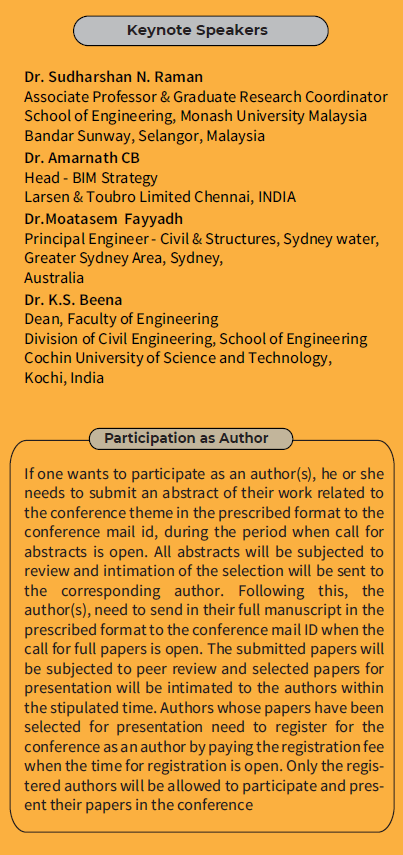 Keynote Speakers
Dr. Sudharshan N. Raman
Associate Professor & Graduate Research Coordinator
School of Engineering, Monash University Malaysia
Bandar Sunway, Selangor, Malaysia
Dr. Amarnath CB
Head - BIM Strategy
Larsen & Toubro Limited Chennai, INDIA
Dr.Moatasem Fayyadh
Principal Engineer - Civil & Structures, Sydney water,
Greater Sydney Area, Sydney,
Australia
Dr. K.S. Beena
Dean, Faculty of Engineering
Division of Civil Engineering, School of Engineering
Cochin University of Science and Technology,
Kochi, India
Participation as Author
If one wants to participate as an author(s), he or she
needs to submit an abstract of their work related to
the conference theme in the prescribed format to the
conference mail id, during the period when call for
abstracts is open. All abstracts will be subjected to
review and intimation of the selection will be sent to
the corresponding author. Following this, the
author(s), need to send in their full manuscript in the
prescribed format to the conference mail ID when the
call for full papers is open. The submitted papers will
be subjected to peer review and selected papers for
presentation will be intimated to the authors within
the stipulated time. Authors whose papers have been
selected for presentation need to register for the
conference as an author by paying the registration fee
when the time for registration is open. Only the regis-
tered authors will be allowed to participate and pres-
ent their papers in the conference